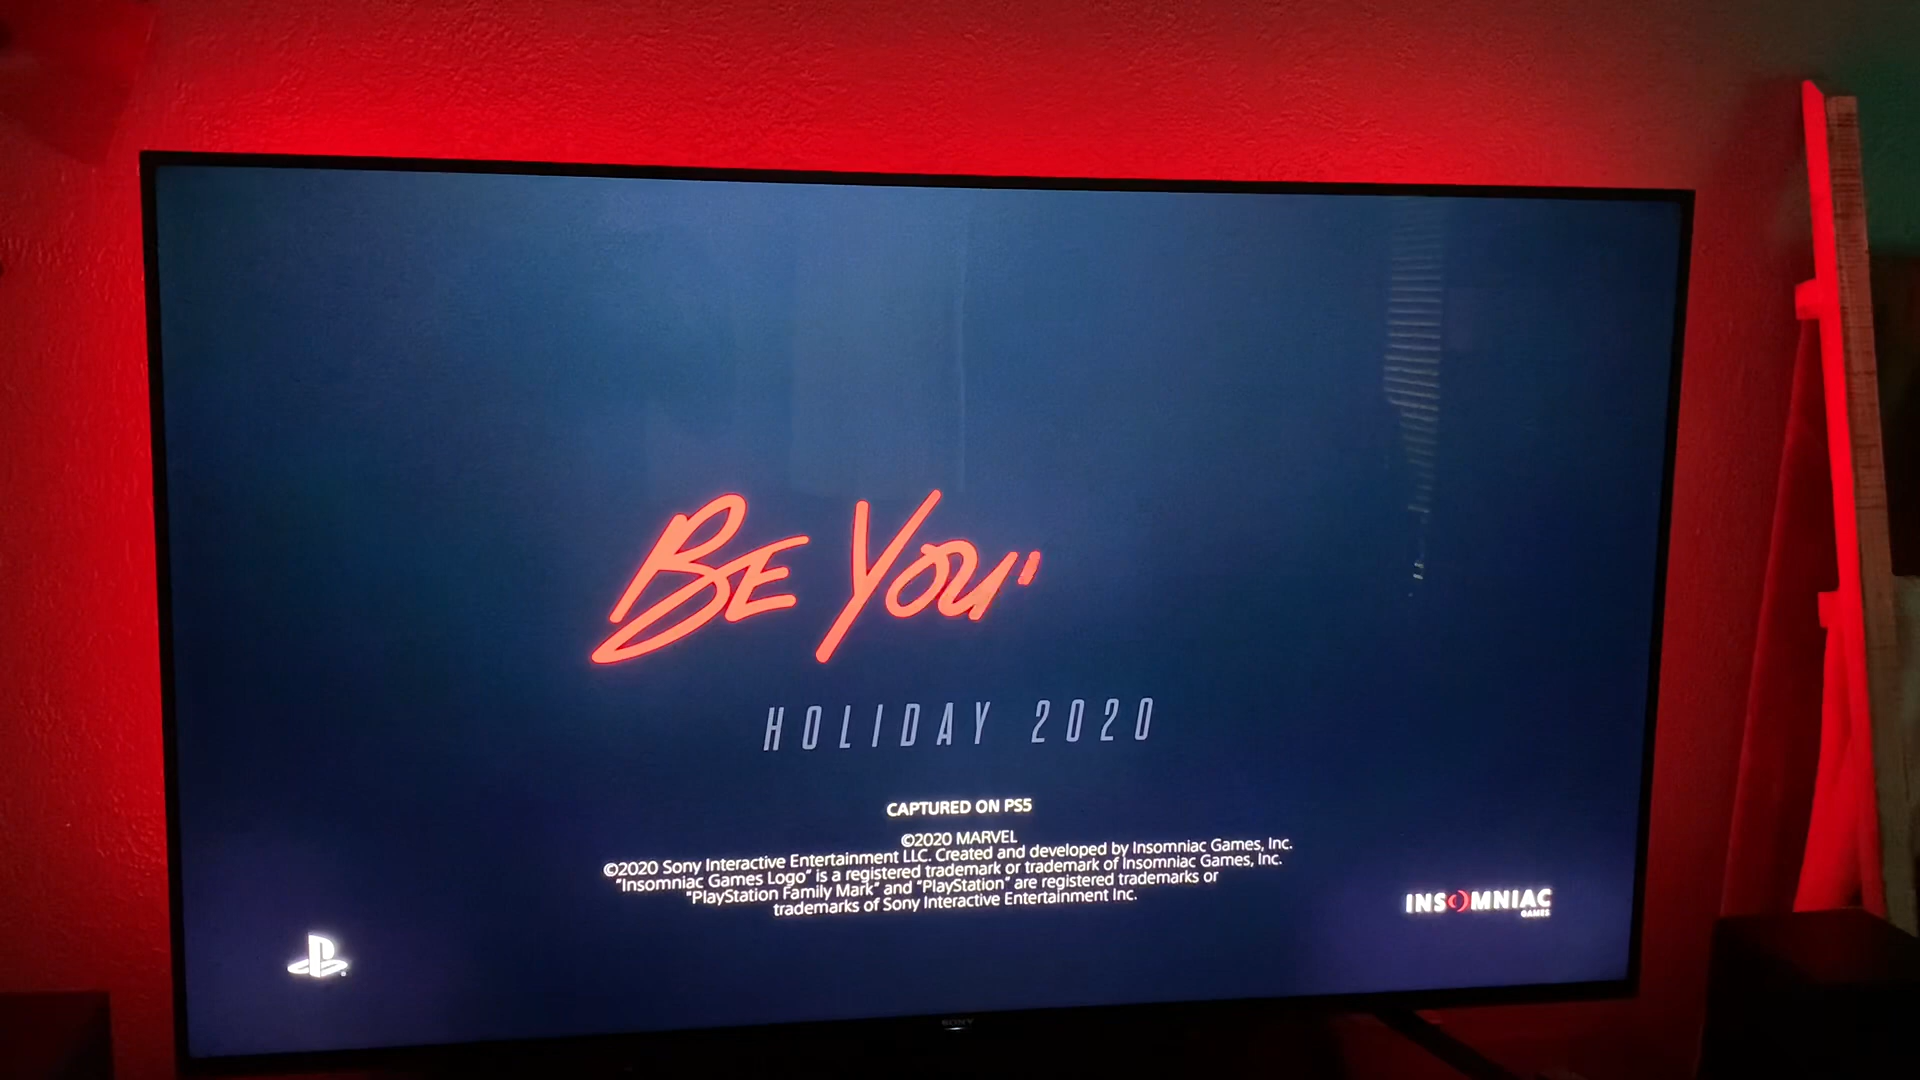 BE YOU
HOLIDAY 2020
CAPTURED ON PS5
©2020 MARVEL
©2020 Sony Interactive Entertainment LLC. Created and developed by Insomniac Games, Inc.
"Insomniac Games Logo" is a registered trademark or trademark of Insomniac Games, Inc.
"PlayStation Family Mark" and "PlayStation" are registered trademarks or
trademarks of Sony Interactive Entertainment Inc.
INSOMNIAC
GAMES
SONY